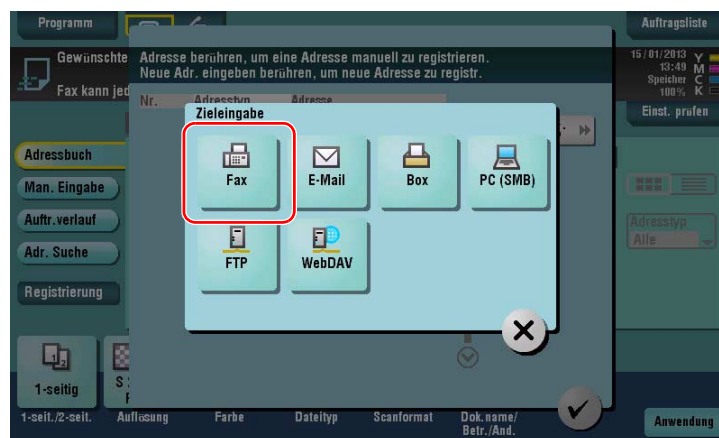 Programm
Auftragsliste
Gewünschte
Adresse berühren, um eine Adresse manuell zu registrieren.
Neue Adr. eingeben berühren, um neue Adresse zu registr.
15/01/2013
13:49
Speicher
100%
Y
M
C
K
Fax kann jed
Nr. Adresstyp Adresse
Einst. prüfen
Zieleingabe
Adressbuch
Fax
E-Mail
Box
PC (SMB)
Man. Eingabe
Auftr.verlauf
Adresstyp
Alle
Adr. Suche
FTP
WebDAV
Registrierung
1-seitig
S
F
1-seit./2-seit.
Auflösung
Farbe
Dateityp
Scanformat
Dok.name/
Betr./And.
Anwendung